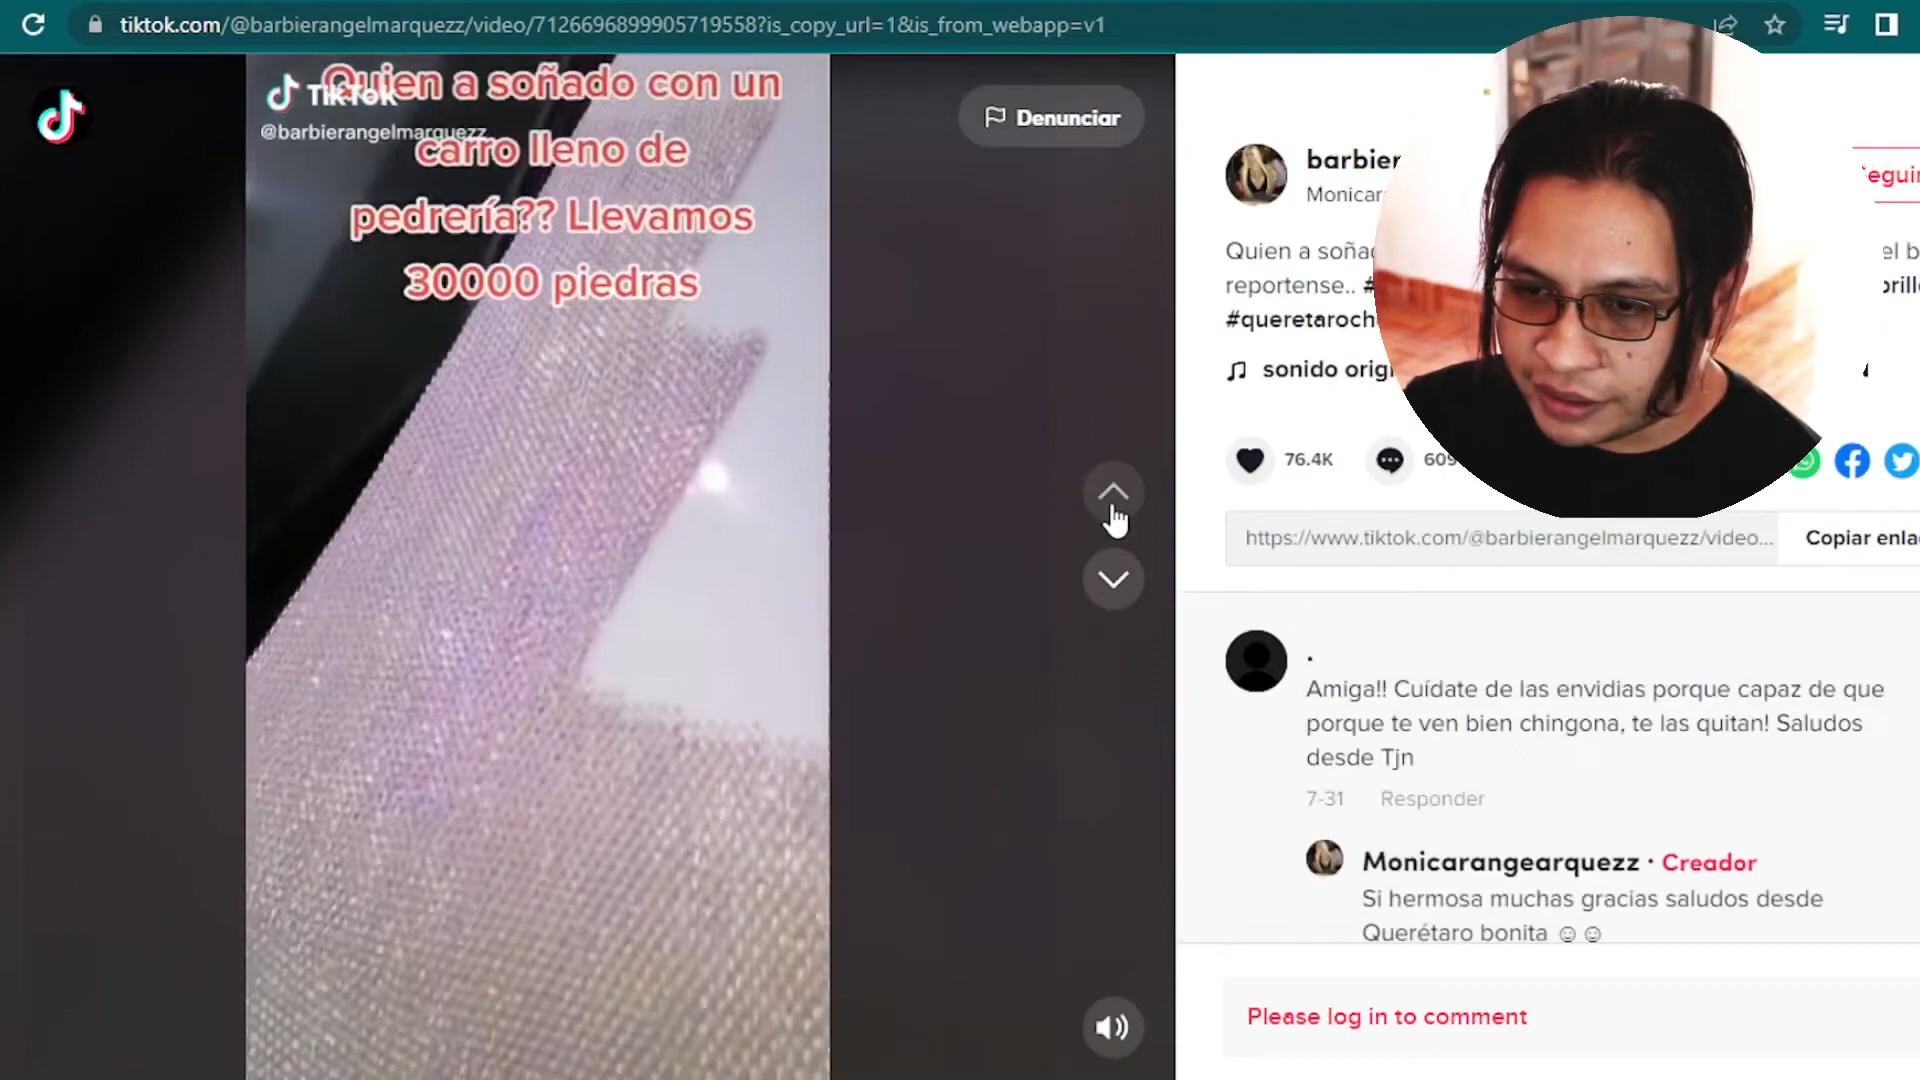 tiktok.com/@barbierangelmarquezz/video/7126696899905719558?is_copy_url=1&is_from_webapp=v1
TikTok
@barbierangelmarquezz
Quien a soñado con un
carro lleno de
pedrería?? Llevamos
30000 piedras
Denunciar
barbier
Monicar
Quien a soña
reportense.. #
#queretaroch
sonido origi
76.4K
609
https://www.tiktok.com/@barbierangelmarquezz/video...
Copiar enla
.
Amiga!! Cuídate de las envidias porque capaz de que
porque te ven bien chingona, te las quitan! Saludos
desde Tjn
7-31 Responder
Monicarangearquezz · Creador
Si hermosa muchas gracias saludos desde
Querétaro bonita ☺☺
Please log in to comment